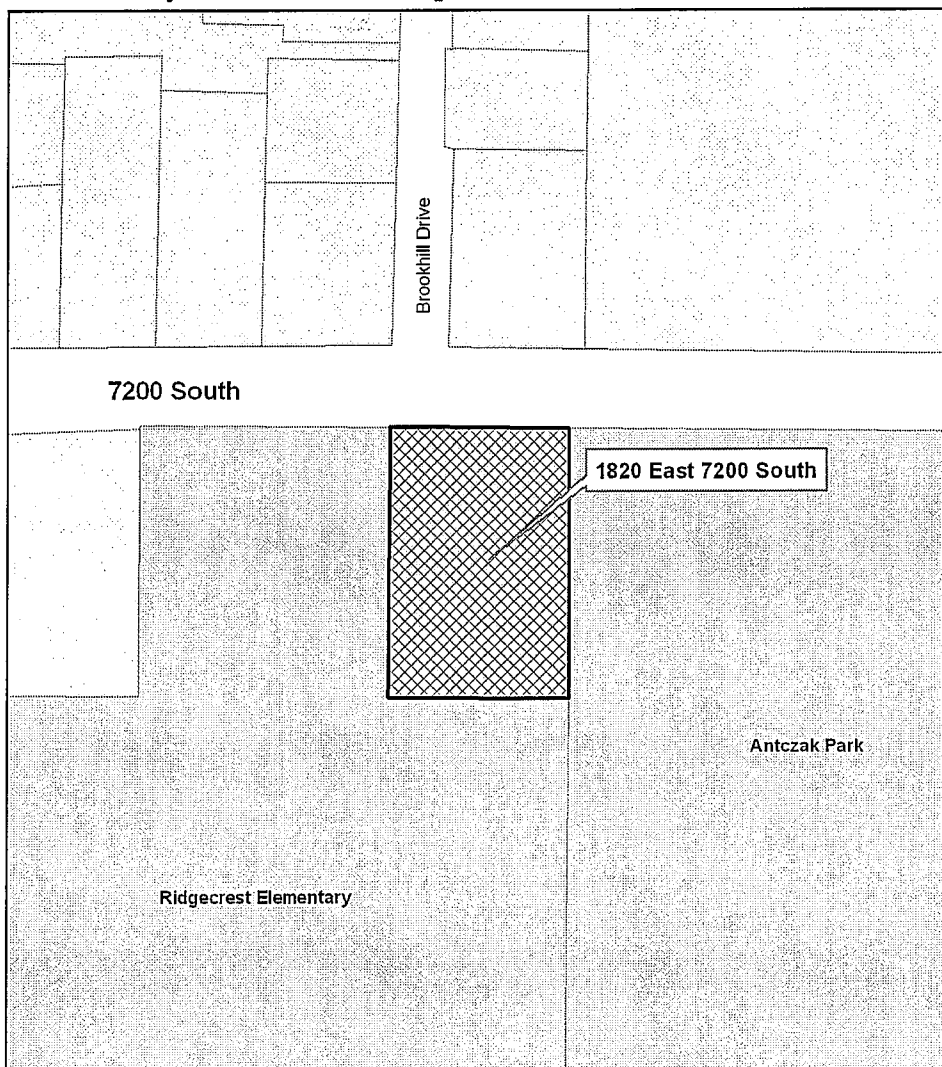 Brookhill Drive
7200 South
1820 East 7200 South
Antczak Park
Ridgecrest Elementary